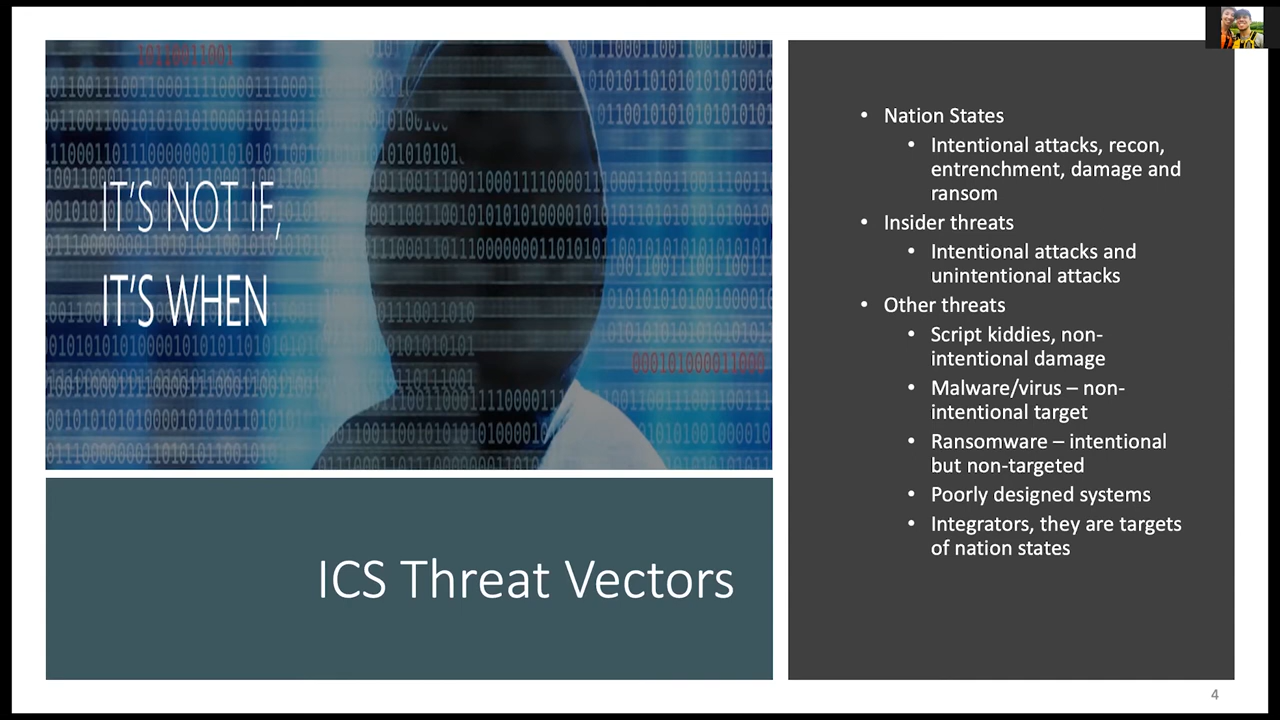 IT'S NOT IF,
IT'S WHEN
ICS Threat Vectors
• Nation States
• Intentional attacks, recon,
entrenchment, damage and
ransom
• Insider threats
• Intentional attacks and
unintentional attacks
• Other threats
• Script kiddies, non-
intentional damage
• Malware/virus – non-
intentional target
• Ransomware – intentional
but non-targeted
• Poorly designed systems
• Integrators, they are targets
of nation states
4